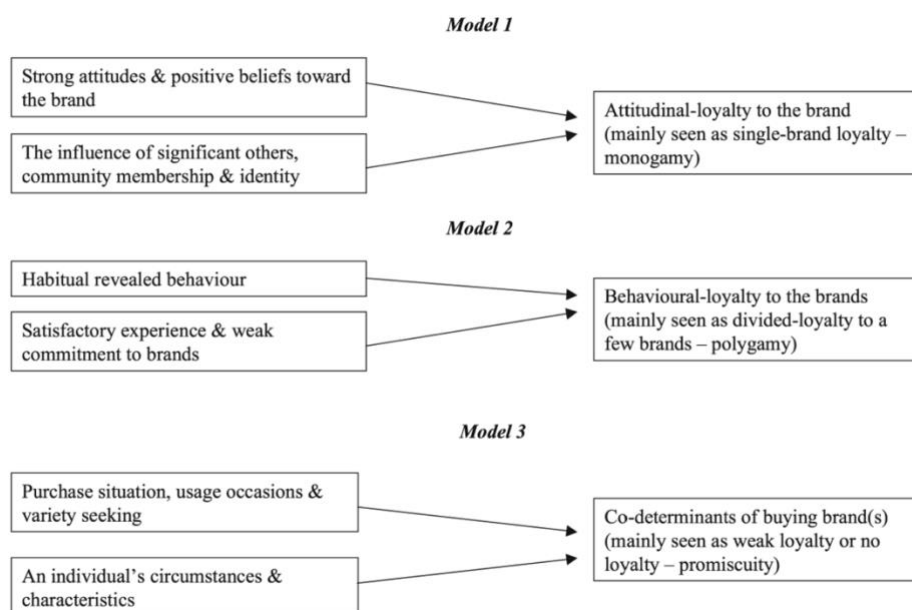 Model 1
Strong attitudes & positive beliefs toward
the brand
The influence of significant others,
community membership & identity
Attitudinal-loyalty to the brand
(mainly seen as single-brand loyalty –
monogamy)
Model 2
Habitual revealed behaviour
Satisfactory experience & weak
commitment to brands
Behavioural-loyalty to the brands
(mainly seen as divided-loyalty to a
few brands – polygamy)
Model 3
Purchase situation, usage occasions &
variety seeking
An individual's circumstances &
characteristics
Co-determinants of buying brand(s)
(mainly seen as weak loyalty or no
loyalty – promiscuity)